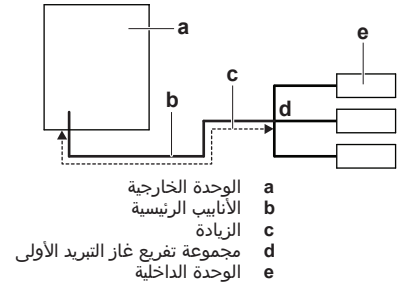 a
e
c
b
d
a الوحدة الخارجية
b الأنابيب الرئيسية
c الزيادة
d مجموعة تفريع غاز التبريد الأولى
e الوحدة الداخلية